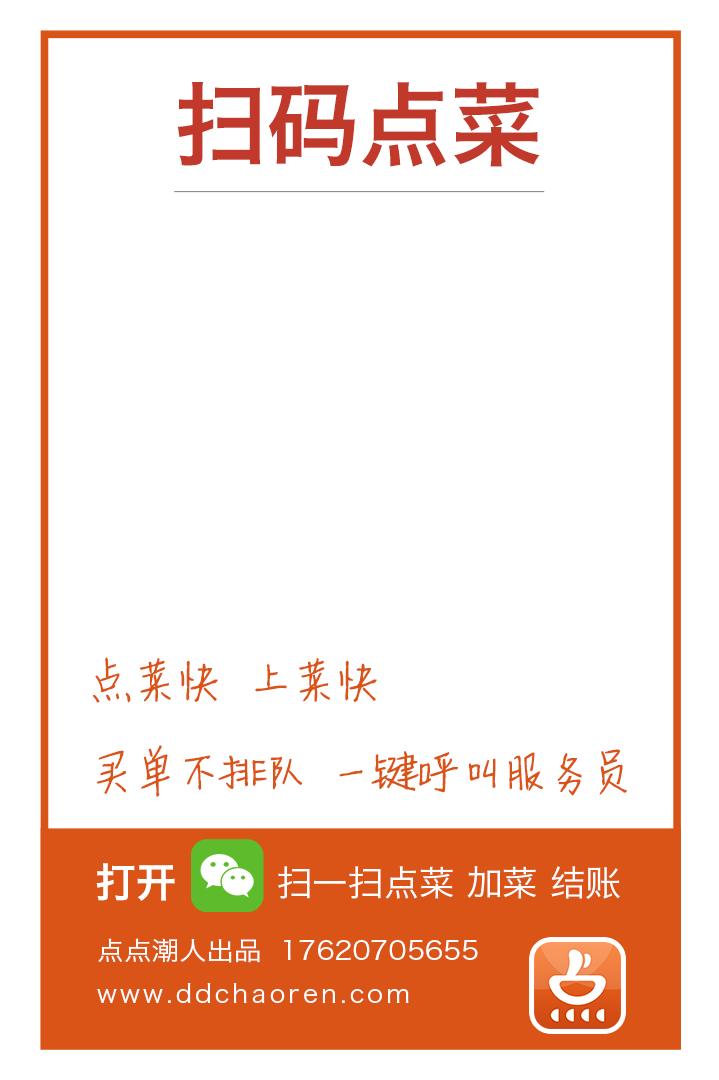 扫码点菜
点菜快 上菜快
买单不排队 一键呼叫服务员
打开 扫一扫点菜 加菜 结账
点点潮人出品 17620705655
www.ddchaoren.com